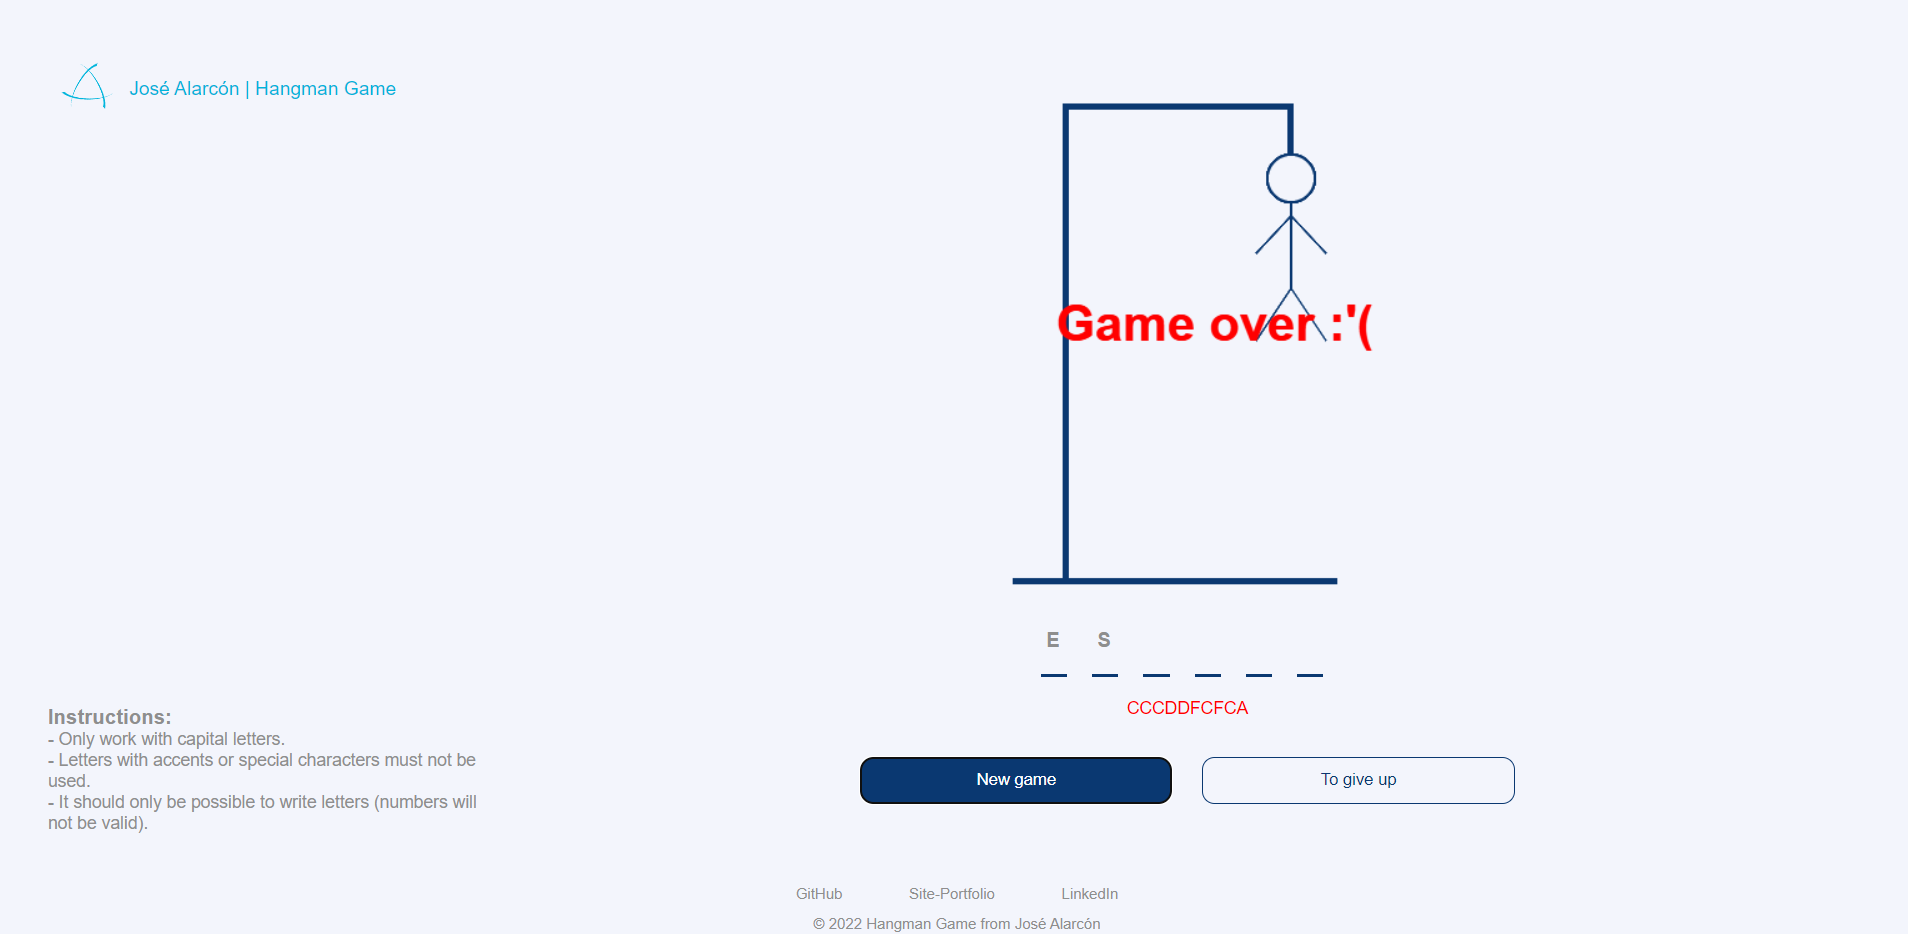 José Alarcón | Hangman Game
Game over :'(
E S
CCCDDFCFCA
Instructions:
- Only work with capital letters.
- Letters with accents or special characters must not be
used.
- It should only be possible to write letters (numbers will
not be valid).
New game
To give up
GitHub
Site-Portfolio
LinkedIn
© 2022 Hangman Game from José Alarcón